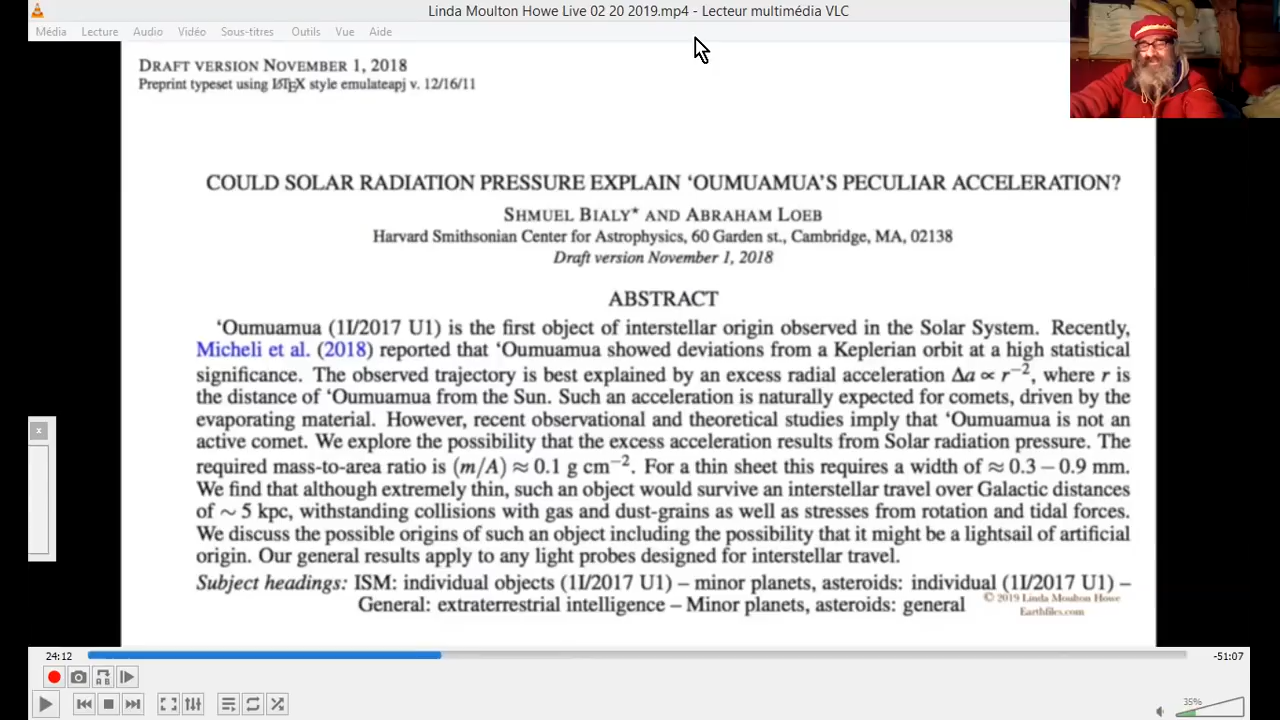 Linda Moulton Howe Live 02 20 2019.mp4 - Lecteur multimédia VLC
Média Lecture Audio Vidéo Sous-titres Outils Vue Aide
DRAFT VERSION NOVEMBER 1, 2018
Preprint typeset using LATEX style emulateapj v. 12/16/11
COULD SOLAR RADIATION PRESSURE EXPLAIN ‘OUMUAMUA’S PECULIAR ACCELERATION?
SHMUEL BIALY* AND ABRAHAM LOEB
Harvard Smithsonian Center for Astrophysics, 60 Garden st., Cambridge, MA, 02138
Draft version November 1, 2018
ABSTRACT
‘Oumuamua (1I/2017 U1) is the first object of interstellar origin observed in the Solar System. Recently,
Micheli et al. (2018) reported that ‘Oumuamua showed deviations from a Keplerian orbit at a high statistical
significance. The observed trajectory is best explained by an excess radial acceleration Δa ∝ r⁻², where r is
the distance of ‘Oumuamua from the Sun. Such an acceleration is naturally expected for comets, driven by the
evaporating material. However, recent observational and theoretical studies imply that ‘Oumuamua is not an
active comet. We explore the possibility that the excess acceleration results from Solar radiation pressure. The
required mass-to-area ratio is (m/A) ≈ 0.1 g cm⁻². For a thin sheet this requires a width of ≈ 0.3 – 0.9 mm.
We find that although extremely thin, such an object would survive an interstellar travel over Galactic distances
of ~ 5 kpc, withstanding collisions with gas and dust-grains as well as stresses from rotation and tidal forces.
We discuss the possible origins of such an object including the possibility that it might be a lightsail of artificial
origin. Our general results apply to any light probes designed for interstellar travel.
Subject headings: ISM: individual objects (1I/2017 U1) – minor planets, asteroids: individual (1I/2017 U1) –
General: extraterrestrial intelligence – Minor planets, asteroids: general
© 2019 Linda Moulton Howe
Earthfiles.com
24:12 -51:07
35%